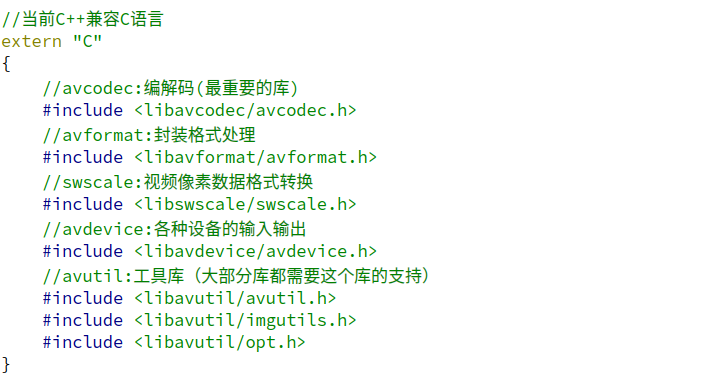 //当前C++兼容C语言
extern "C"
{
    //avcodec:编解码(最重要的库)
    #include <libavcodec/avcodec.h>
    //avformat:封装格式处理
    #include <libavformat/avformat.h>
    //swscale:视频像素数据格式转换
    #include <libswscale/swscale.h>
    //avdevice:各种设备的输入输出
    #include <libavdevice/avdevice.h>
    //avutil:工具库（大部分库都需要这个库的支持）
    #include <libavutil/avutil.h>
    #include <libavutil/imgutils.h>
    #include <libavutil/opt.h>
}